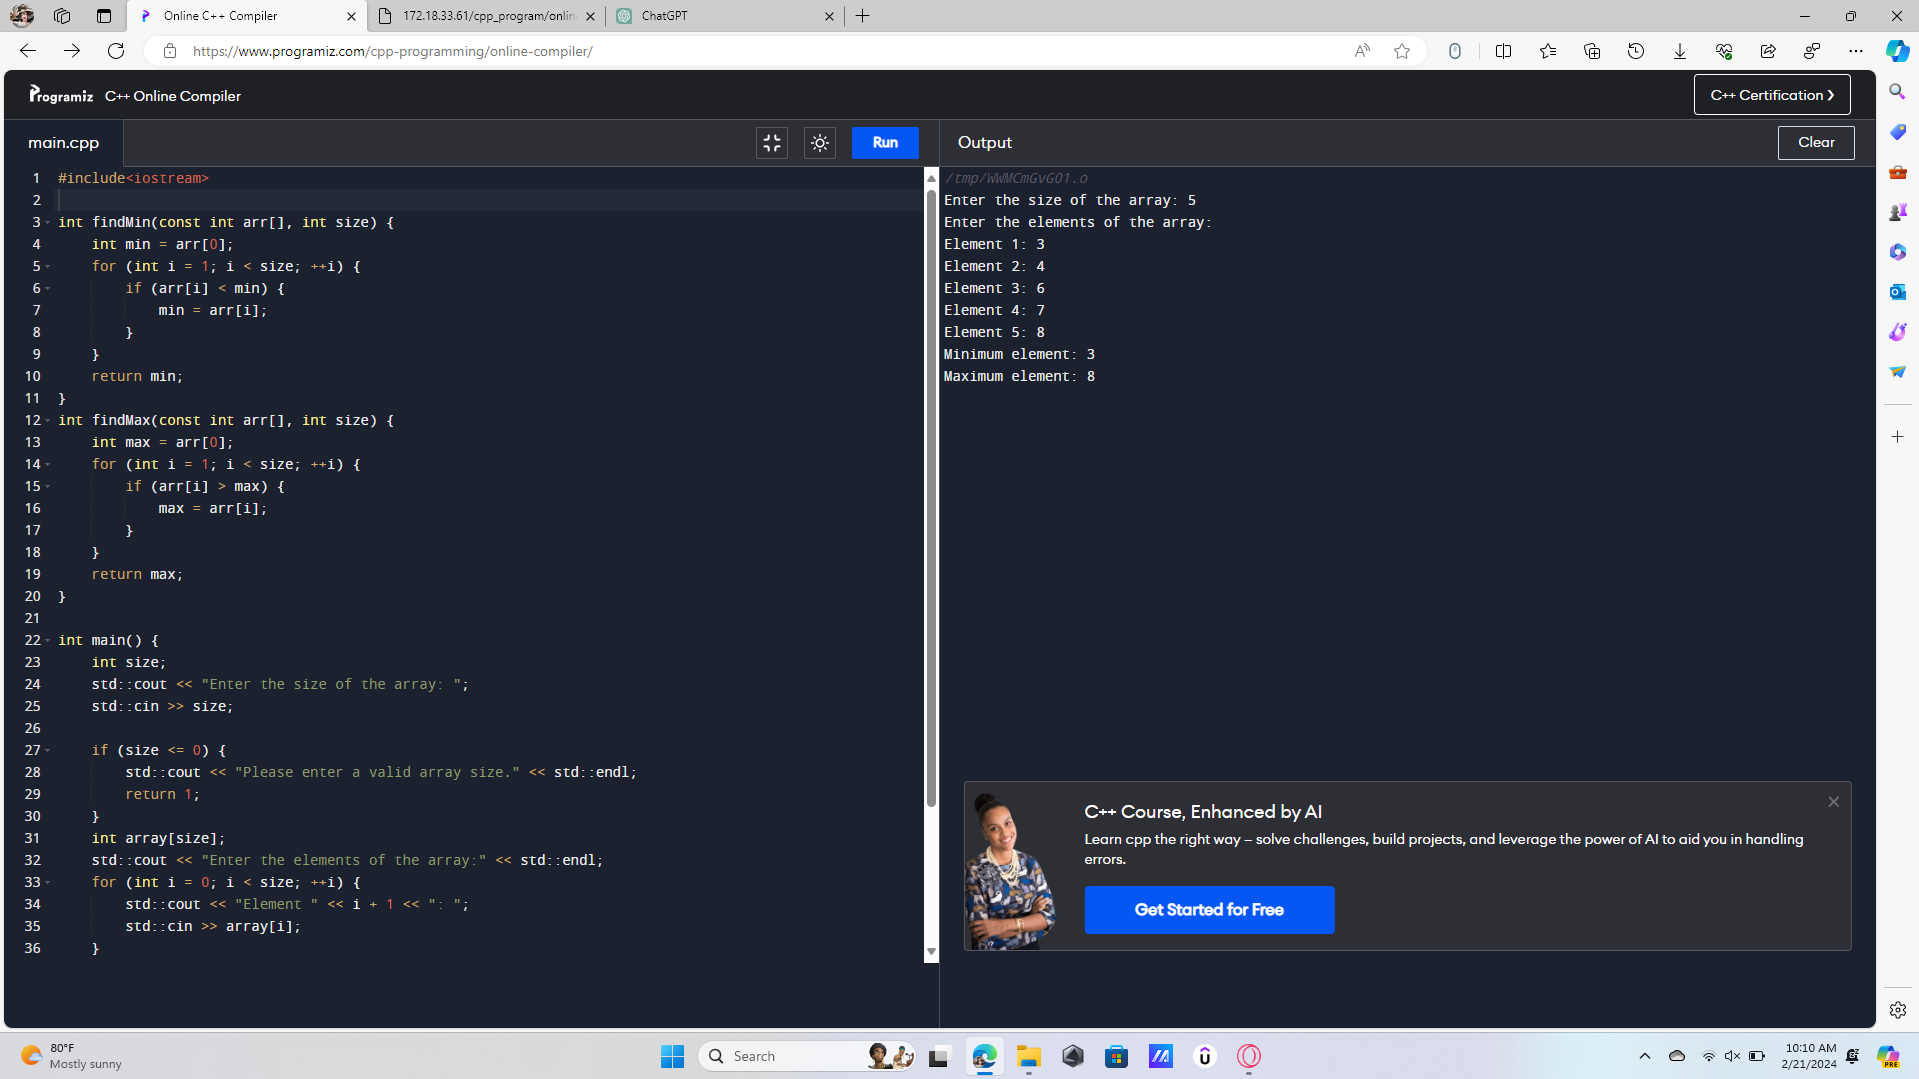 Online C++ Compiler
172.18.33.61/cpp_program/onlin
ChatGPT
https://www.programiz.com/cpp-programming/online-compiler/
Programiz C++ Online Compiler
C++ Certification ❯
main.cpp
Run
Output
Clear
1 #include<iostream>
2
3 int findMin(const int arr[], int size) {
4     int min = arr[0];
5     for (int i = 1; i < size; ++i) {
6         if (arr[i] < min) {
7             min = arr[i];
8         }
9     }
10     return min;
11 }
12 int findMax(const int arr[], int size) {
13     int max = arr[0];
14     for (int i = 1; i < size; ++i) {
15         if (arr[i] > max) {
16             max = arr[i];
17         }
18     }
19     return max;
20 }
21
22 int main() {
23     int size;
24     std::cout << "Enter the size of the array: ";
25     std::cin >> size;
26
27     if (size <= 0) {
28         std::cout << "Please enter a valid array size." << std::endl;
29         return 1;
30     }
31     int array[size];
32     std::cout << "Enter the elements of the array:" << std::endl;
33     for (int i = 0; i < size; ++i) {
34         std::cout << "Element " << i + 1 << ": ";
35         std::cin >> array[i];
36     }
/tmp/WWMCmGvGO1.o
Enter the size of the array: 5
Enter the elements of the array:
Element 1: 3
Element 2: 4
Element 3: 6
Element 4: 7
Element 5: 8
Minimum element: 3
Maximum element: 8
C++ Course, Enhanced by AI
Learn cpp the right way – solve challenges, build projects, and leverage the power of AI to aid you in handling
errors.
Get Started for Free
80°F
Mostly sunny
Search
10:10 AM
2/21/2024
PRE